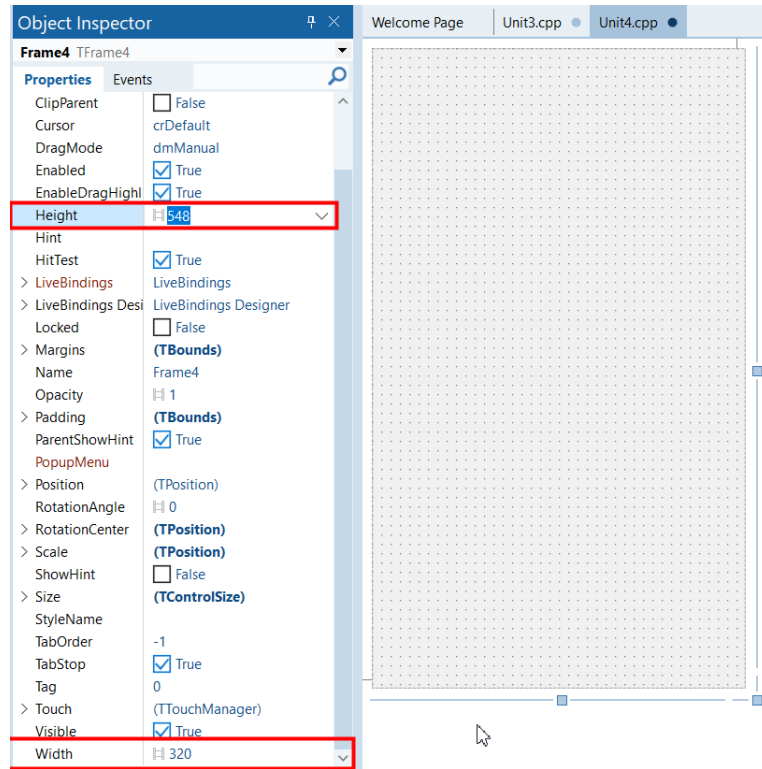 Object Inspector
Welcome Page Unit3.cpp Unit4.cpp
Frame4 TFrame4
Properties Events
ClipParent False
Cursor crDefault
DragMode dmManual
Enabled True
EnableDragHighl True
Height 548
Hint
HitTest True
LiveBindings LiveBindings
LiveBindings Desi LiveBindings Designer
Locked False
Margins (TBounds)
Name Frame4
Opacity 1
Padding (TBounds)
ParentShowHint True
PopupMenu
Position (TPosition)
RotationAngle 0
RotationCenter (TPosition)
Scale (TPosition)
ShowHint False
Size (TControlSize)
StyleName
TabOrder -1
TabStop True
Tag 0
Touch (TTouchManager)
Visible True
Width 320